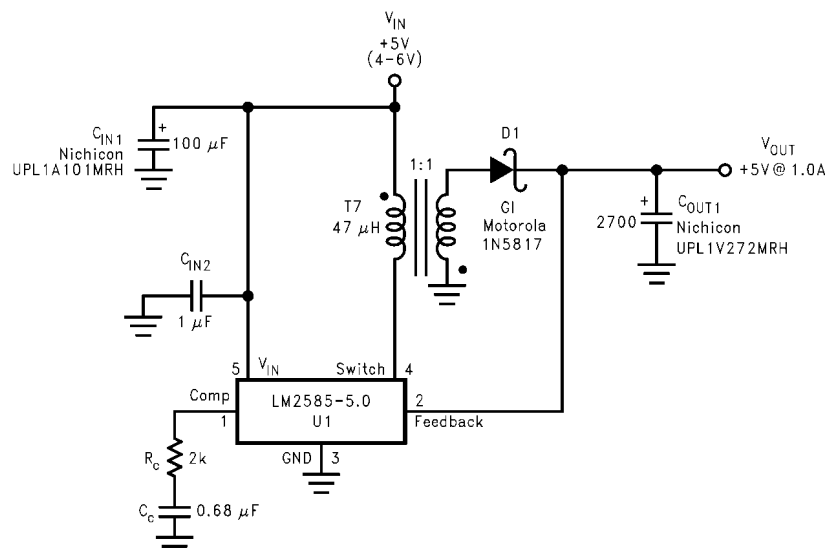 V_IN
+5V
(4-6V)
C_IN1
Nichicon
UPL1A101MRH
+
100 μF
D1
1:1
V_OUT
+5V @ 1.0A
T7
47 μH
GI
Motorola
1N5817
+
2700
C_OUT1
Nichicon
UPL1V272MRH
C_IN2
1 μF
5
V_IN
Switch
4
Comp
1
LM2585-5.0
U1
2
Feedback
GND
3
R_c
2k
C_c
0.68 μF